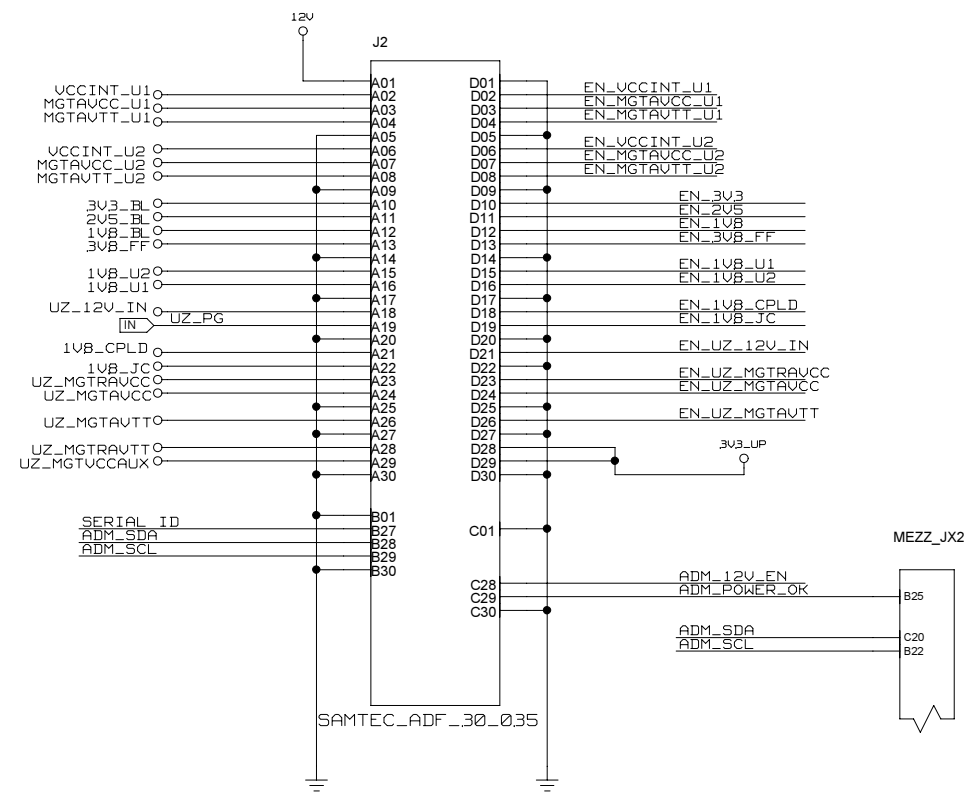 12V
J2
A01 D01
VCCINT_U1 A02 D02 EN_VCCINT_U1
MGTAVCC_U1 A03 D03 EN_MGTAVCC_U1
MGTAVTT_U1 A04 D04 EN_MGTAVTT_U1
A05 D05
VCCINT_U2 A06 D06 EN_VCCINT_U2
MGTAVCC_U2 A07 D07 EN_MGTAVCC_U2
MGTAVTT_U2 A08 D08 EN_MGTAVTT_U2
A09 D09
3V3_BL A10 D10 EN_3V3
2V5_BL A11 D11 EN_2V5
1V8_BL A12 D12 EN_1V8
3V8_FF A13 D13 EN_3V8_FF
A14 D14
1V8_U2 A15 D15 EN_1V8_U1
1V8_U1 A16 D16 EN_1V8_U2
A17 D17
UZ_12V_IN A18 D18 EN_1V8_CPLD
IN UZ_PG A19 D19 EN_1V8_JC
A20 D20
1V8_CPLD A21 D21 EN_UZ_12V_IN
1V8_JC A22 D22
UZ_MGTRAVCC A23 D23 EN_UZ_MGTRAVCC
UZ_MGTAVCC A24 D24 EN_UZ_MGTAVCC
A25 D25
UZ_MGTAVTT A26 D26 EN_UZ_MGTAVTT
A27 D27
UZ_MGTRAVTT A28 D28
UZ_MGTVCCAUX A29 D29 3V3_UP
A30 D30
B01
SERIAL ID B27 C01
ADM_SDA B28
ADM_SCL B29
B30
MEZZ_JX2
C28 ADM_12V_EN
C29 ADM_POWER_OK B25
C30
ADM_SDA C20
ADM_SCL B22
SAMTEC_ADF_30_035